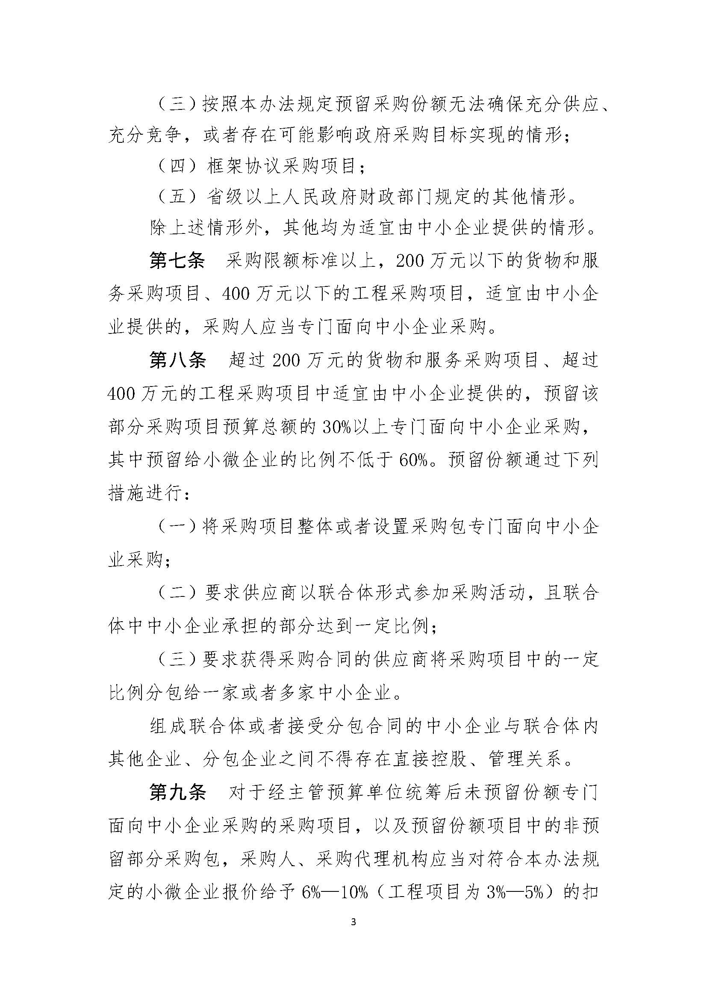 （三）按照本办法规定预留采购份额无法确保充分供应、
充分竞争，或者存在可能影响政府采购目标实现的情形；
（四）框架协议采购项目；
（五）省级以上人民政府财政部门规定的其他情形。
除上述情形外，其他均为适宜由中小企业提供的情形。
第七条　采购限额标准以上，200 万元以下的货物和服
务采购项目、400 万元以下的工程采购项目，适宜由中小企
业提供的，采购人应当专门面向中小企业采购。
第八条　超过 200 万元的货物和服务采购项目、超过
400 万元的工程采购项目中适宜由中小企业提供的，预留该
部分采购项目预算总额的 30%以上专门面向中小企业采购，
其中预留给小微企业的比例不低于 60%。预留份额通过下列
措施进行：
（一）将采购项目整体或者设置采购包专门面向中小企
业采购；
（二）要求供应商以联合体形式参加采购活动，且联合
体中中小企业承担的部分达到一定比例；
（三）要求获得采购合同的供应商将采购项目中的一定
比例分包给一家或者多家中小企业。
组成联合体或者接受分包合同的中小企业与联合体内
其他企业、分包企业之间不得存在直接控股、管理关系。
第九条　对于经主管预算单位统筹后未预留份额专门
面向中小企业采购的采购项目，以及预留份额项目中的非预
留部分采购包，采购人、采购代理机构应当对符合本办法规
定的小微企业报价给予 6%—10%（工程项目为 3%—5%）的扣
3